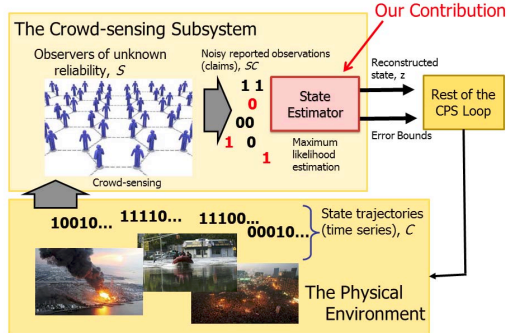 Our Contribution
The Crowd-sensing Subsystem
Observers of unknown
reliability, S
Noisy reported observations
(claims), SC
1 1
0
00
1 0
1
State
Estimator
Maximum
likelihood
estimation
Reconstructed
state, z
Error Bounds
Rest of the
CPS Loop
Crowd-sensing
10010...
11110...
11100...
00010...
State trajectories
(time series), C
The Physical
Environment